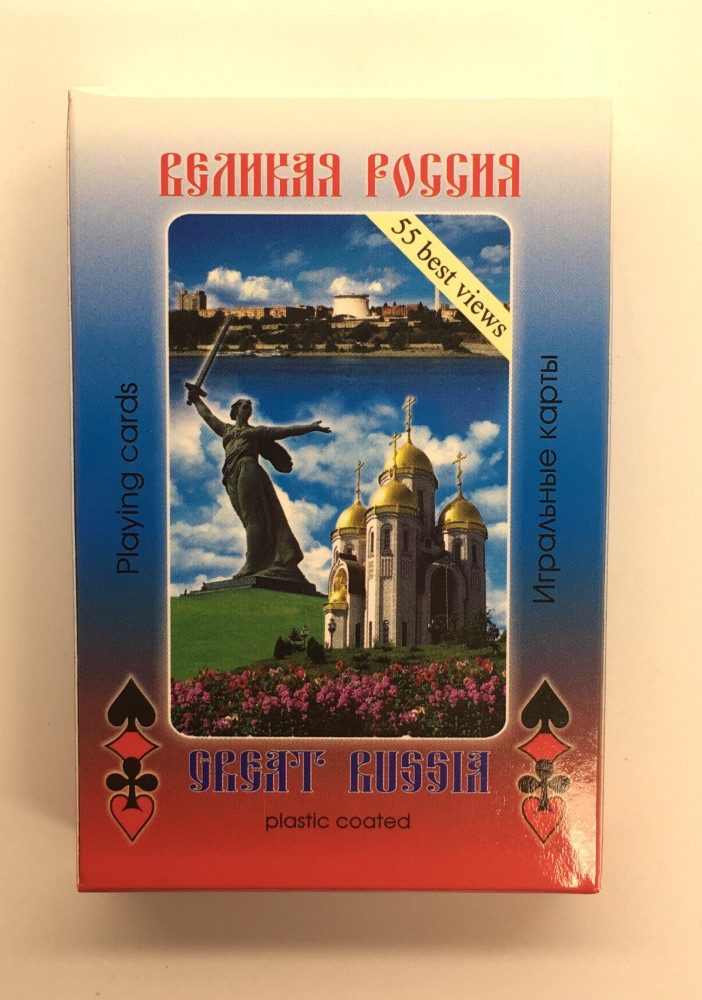 ВЕЛИКАЯ РОССИЯ
55 best views
Playing cards
Игральные карты
GREAT RUSSIA
plastic coated